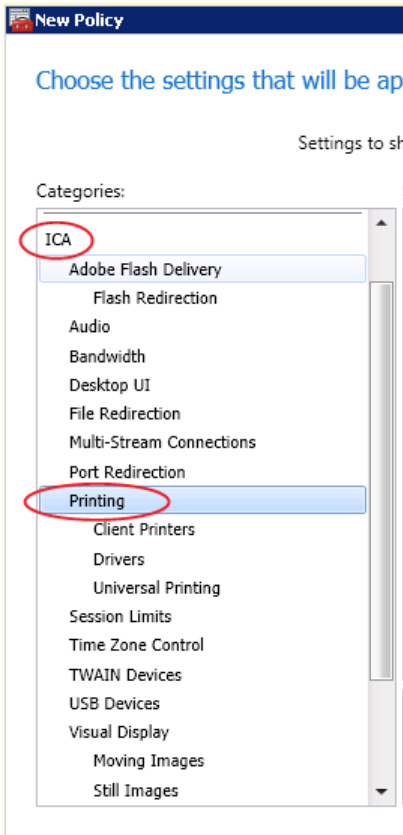 New Policy
Choose the settings that will be ap
Settings to sh
Categories:
ICA
Adobe Flash Delivery
Flash Redirection
Audio
Bandwidth
Desktop UI
File Redirection
Multi-Stream Connections
Port Redirection
Printing
Client Printers
Drivers
Universal Printing
Session Limits
Time Zone Control
TWAIN Devices
USB Devices
Visual Display
Moving Images
Still Images